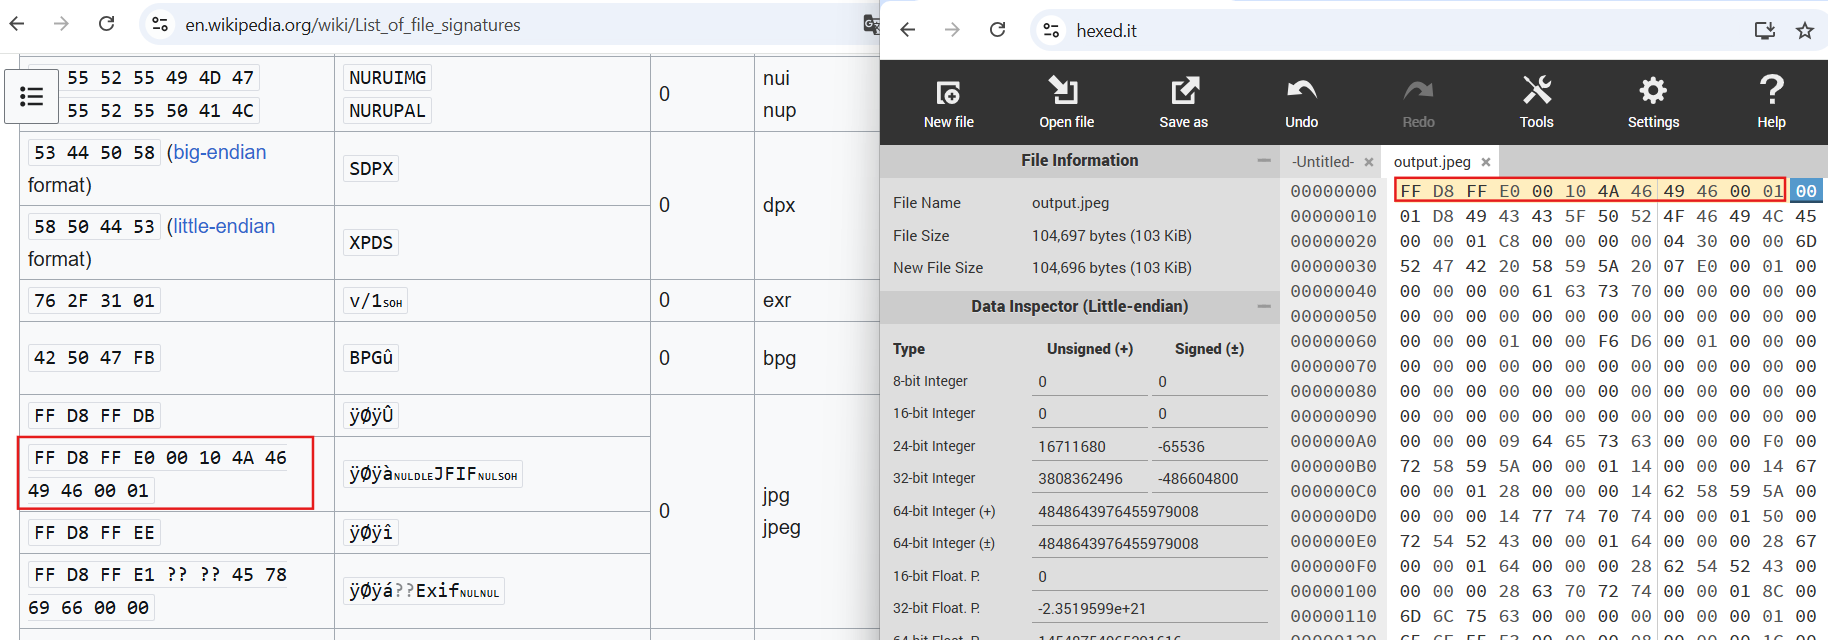 en.wikipedia.org/wiki/List_of_file_signatures
55 52 55 49 4D 47
55 52 55 50 41 4C
NURUIMG
NURUPAL
0
nui
nup
53 44 50 58 (big-endian
format)
SDPX
58 50 44 53 (little-endian
format)
XPDS
0
dpx
76 2F 31 01
v/1SOH
0
exr
42 50 47 FB
BPGû
0
bpg
FF D8 FF DB
ÿØÿÛ
FF D8 FF E0 00 10 4A 46
49 46 00 01
ÿØÿàNULDLEJFIFNULSOH
FF D8 FF EE
ÿØÿî
FF D8 FF E1 ?? ?? 45 78
69 66 00 00
ÿØÿá??ExifNULNUL
0
jpg
jpeg
hexed.it
New file
Open file
Save as
Undo
Redo
Tools
Settings
Help
File Information
File Name output.jpeg
File Size 104,697 bytes (103 KiB)
New File Size 104,696 bytes (103 KiB)
Data Inspector (Little-endian)
Type Unsigned (+) Signed (±)
8-bit Integer 0 0
16-bit Integer 0 0
24-bit Integer 16711680 -65536
32-bit Integer 3808362496 -486604800
64-bit Integer (+) 4848643976455979008
64-bit Integer (±) 4848643976455979008
16-bit Float. P. 0
32-bit Float. P. -2.3519599e+21
-Untitled- ×
output.jpeg ×
00000000 FF D8 FF E0 00 10 4A 46 49 46 00 01 00
00000010 01 D8 49 43 43 5F 50 52 4F 46 49 4C 45
00000020 00 00 01 C8 00 00 00 00 04 30 00 00 6D
00000030 52 47 42 20 58 59 5A 20 07 E0 00 01 00
00000040 00 00 00 00 61 63 73 70 00 00 00 00 00
00000050 00 00 00 00 00 00 00 00 00 00 00 00 00
00000060 00 00 00 01 00 00 F6 D6 00 01 00 00 00
00000070 00 00 00 00 00 00 00 00 00 00 00 00 00
00000080 00 00 00 00 00 00 00 00 00 00 00 00 00
00000090 00 00 00 00 00 00 00 00 00 00 00 00 00
000000A0 00 00 00 09 64 65 73 63 00 00 00 F0 00
000000B0 72 58 59 5A 00 00 01 14 00 00 00 14 67
000000C0 00 00 01 28 00 00 00 14 62 58 59 5A 00
000000D0 00 00 00 14 77 74 70 74 00 00 01 50 00
000000E0 72 54 52 43 00 00 01 64 00 00 00 28 67
000000F0 00 00 01 64 00 00 00 28 62 54 52 43 00
00000100 00 00 00 28 63 70 72 74 00 00 01 8C 00
00000110 6D 6C 75 63 00 00 00 00 00 00 00 01 00